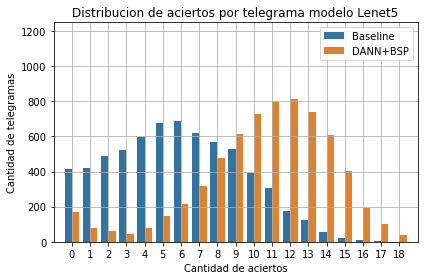 Distribucion de aciertos por telegrama modelo Lenet5
Baseline
DANN+BSP
Cantidad de telegramas
1200
1000
800
600
400
200
0
0 1 2 3 4 5 6 7 8 9 10 11 12 13 14 15 16 17 18
Cantidad de aciertos